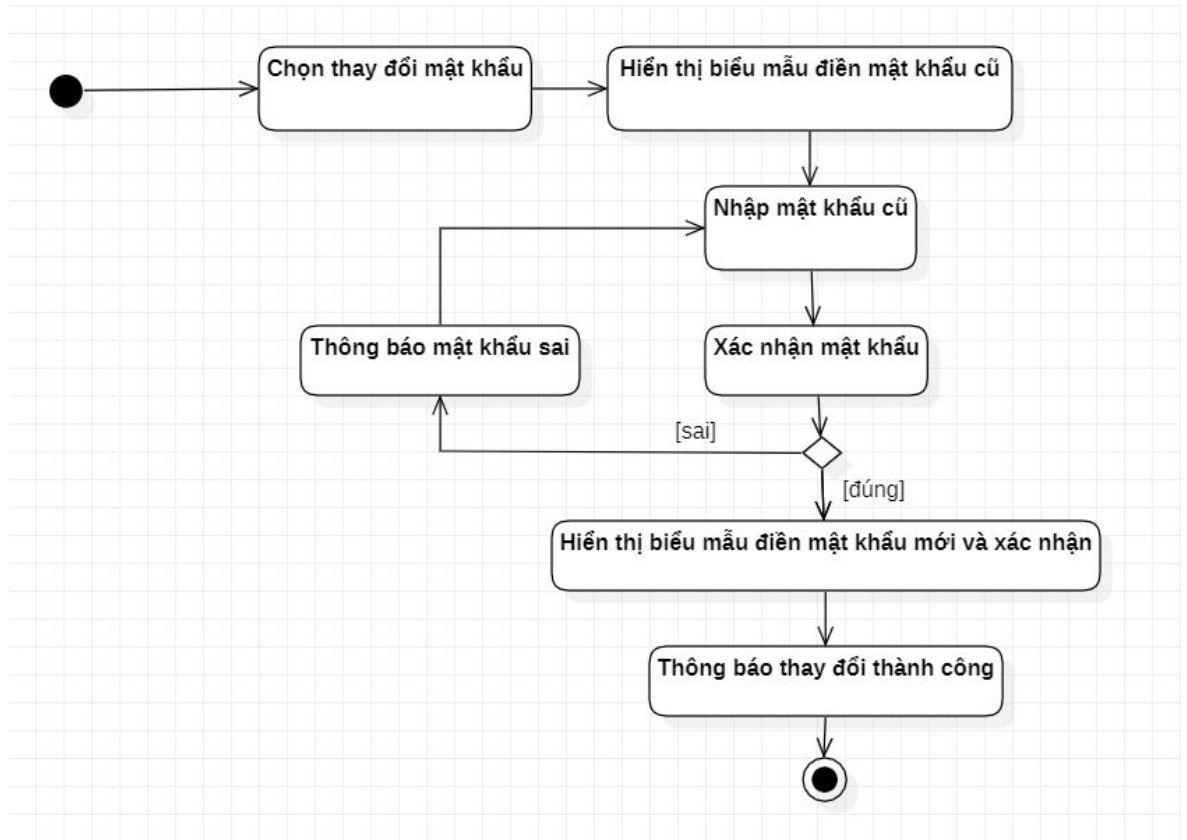 Chọn thay đổi mật khẩu
Hiển thị biểu mẫu điền mật khẩu cũ
Nhập mật khẩu cũ
Thông báo mật khẩu sai
Xác nhận mật khẩu
[sai]
[đúng]
Hiển thị biểu mẫu điền mật khẩu mới và xác nhận
Thông báo thay đổi thành công